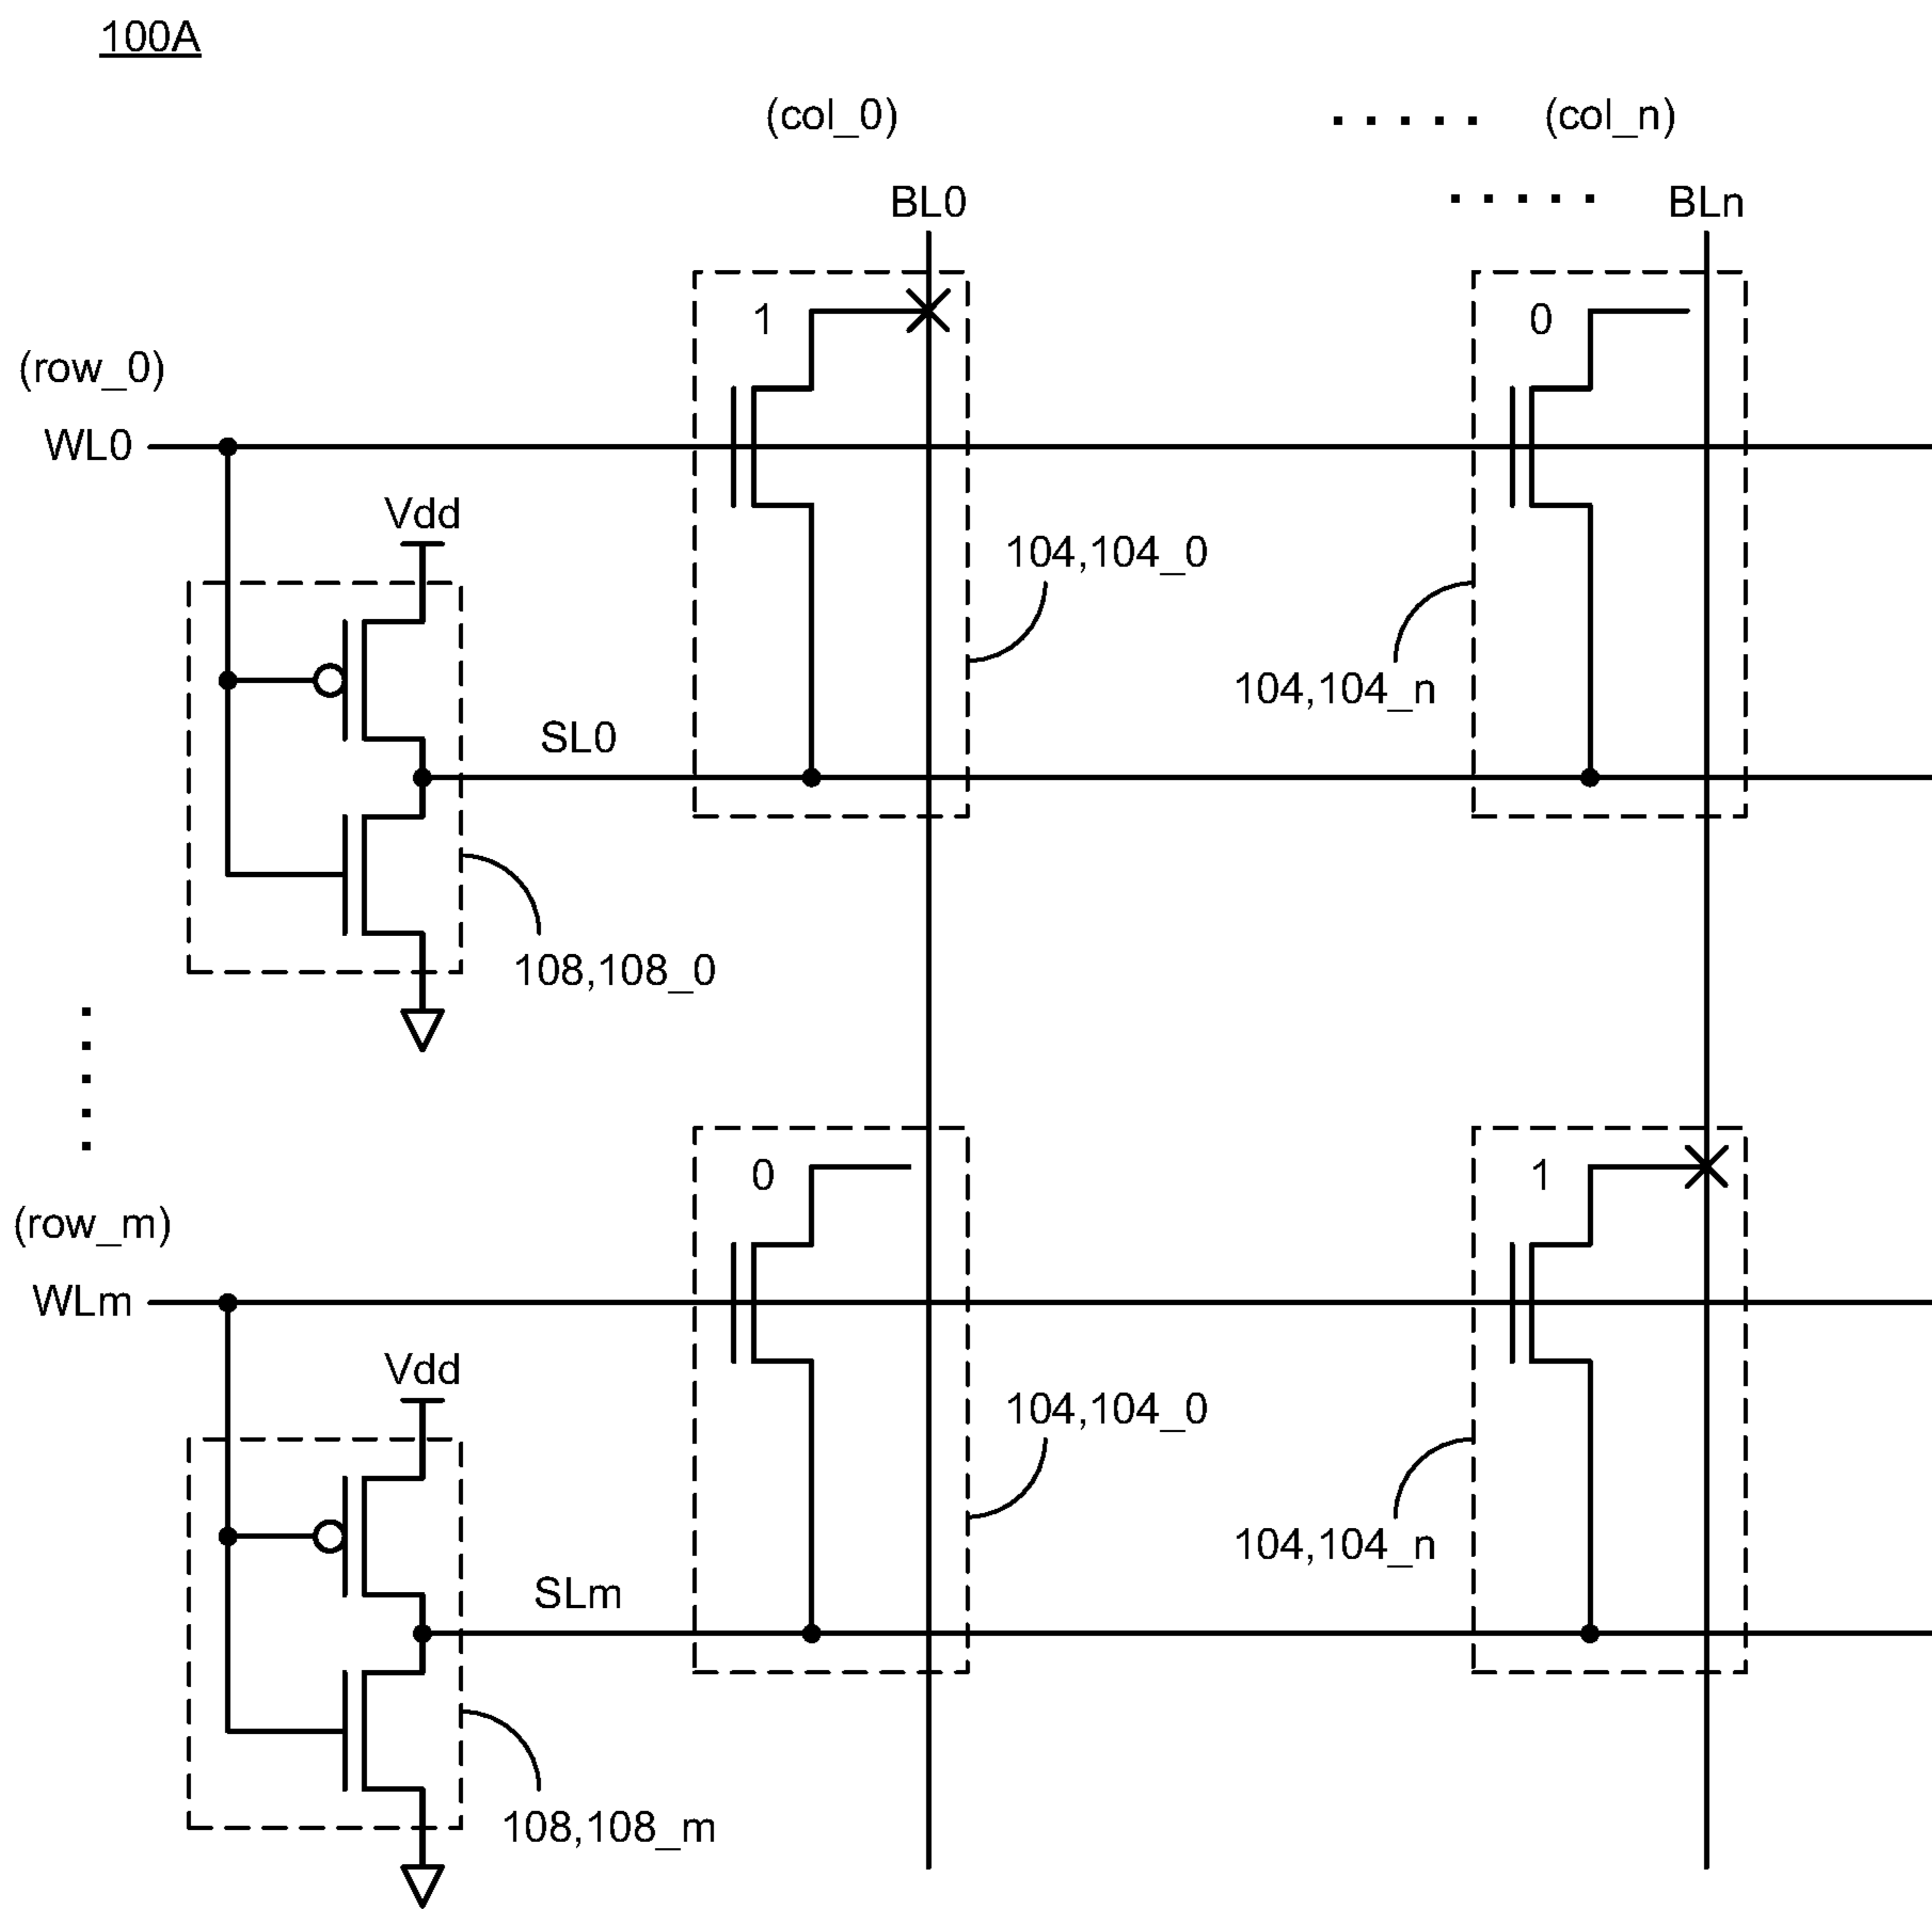 100A
(col_0) ..... (col_n)
BL0 ..... BLn
1
0
(row_0)
WL0
Vdd
104,104_0
104,104_n
SL0
108,108_0
0
1
(row_m)
WLm
Vdd
104,104_0
104,104_n
SLm
108,108_m